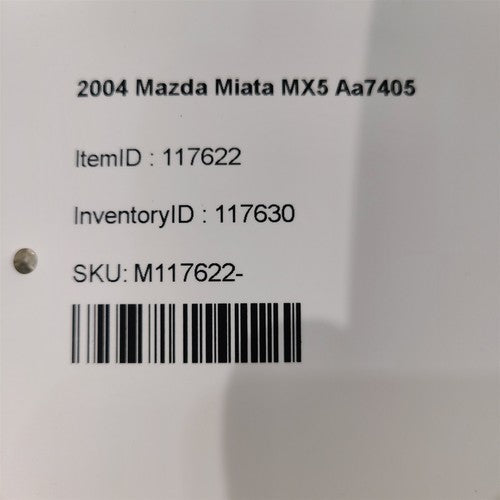 2004 Mazda Miata MX5 Aa7405
ItemID : 117622
InventoryID : 117630
SKU: M117622-